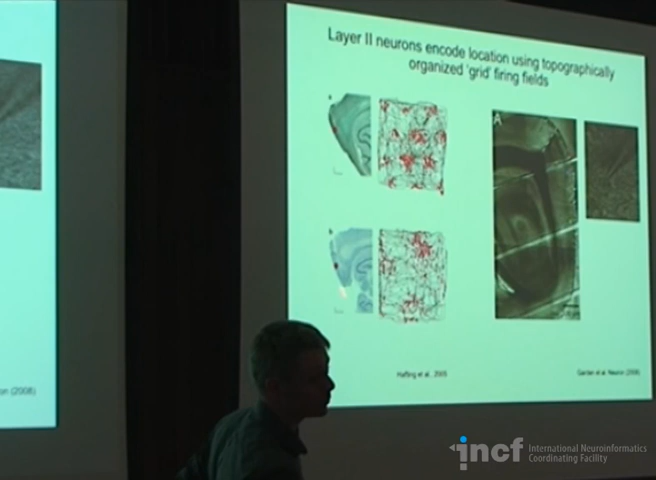 Layer II neurons encode location using topographically
organized 'grid' firing fields
a
A
b
Hafting et al., 2005
on (2008)
Garden et al. Neuron (2008)
incf International Neuroinformatics
Coordinating Facility